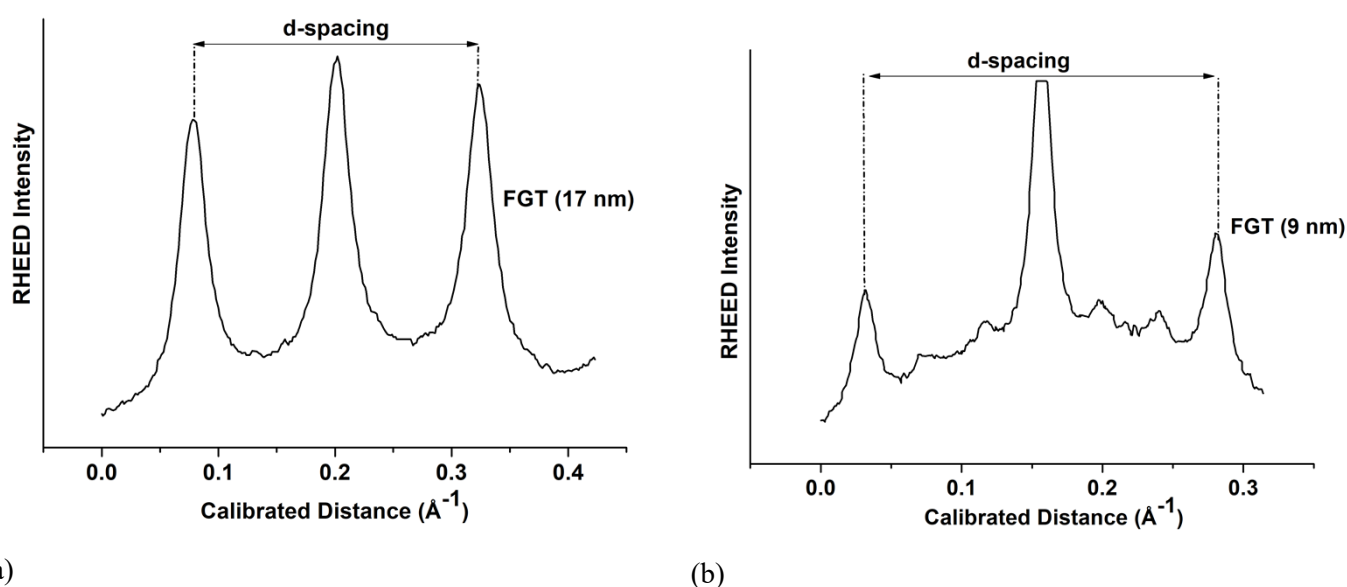 d-spacing
RHEED Intensity
FGT (17 nm)
0.0 0.1 0.2 0.3 0.4
Calibrated Distance (Å⁻¹)
d-spacing
RHEED Intensity
FGT (9 nm)
0.0 0.1 0.2 0.3
Calibrated Distance (Å⁻¹)
)
(b)